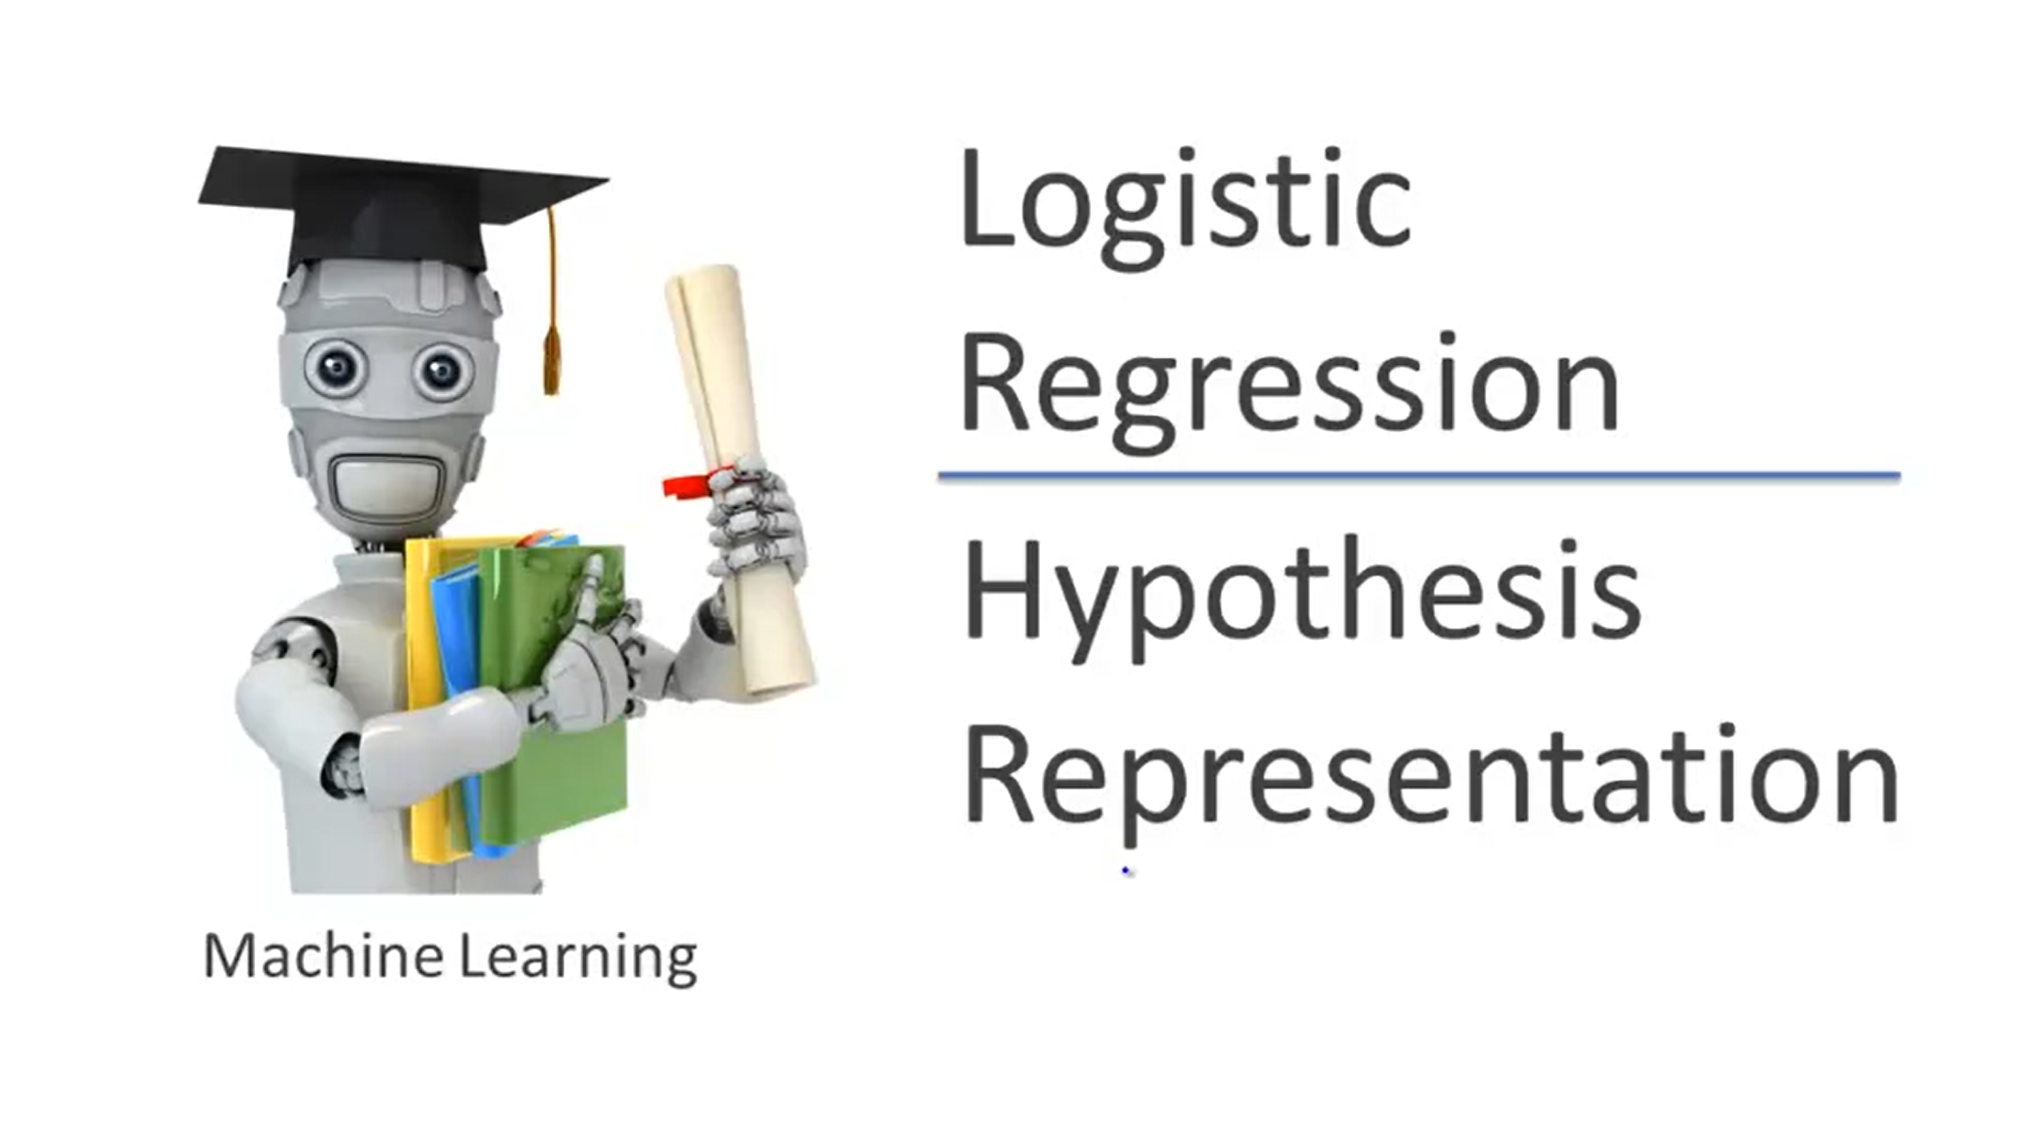 Logistic
Regression
Hypothesis
Representation
Machine Learning